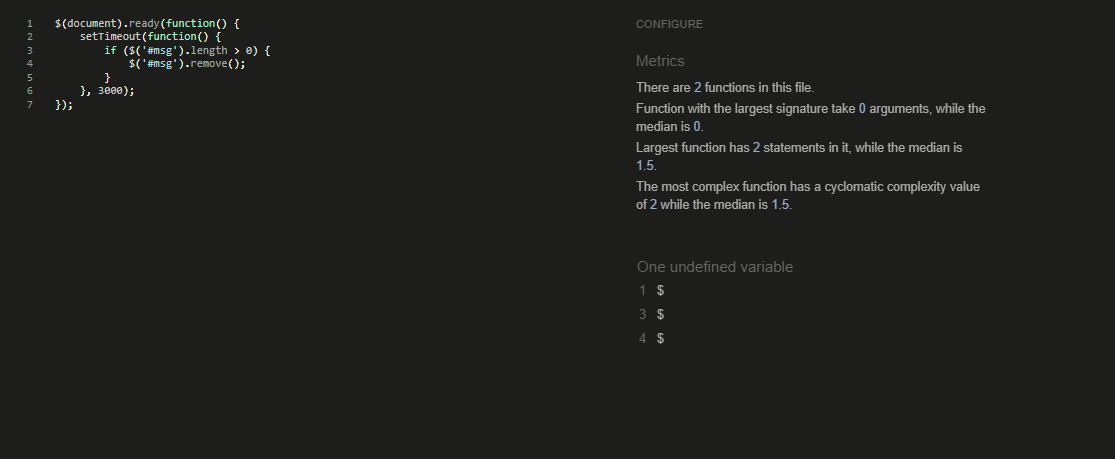 1 $(document).ready(function() {
2 setTimeout(function() {
3 if ($('#msg').length > 0) {
4 $('#msg').remove();
5 }
6 }, 3000);
7 });
CONFIGURE
Metrics
There are 2 functions in this file.
Function with the largest signature take 0 arguments, while the
median is 0.
Largest function has 2 statements in it, while the median is
1.5.
The most complex function has a cyclomatic complexity value
of 2 while the median is 1.5.
One undefined variable
1 $
3 $
4 $